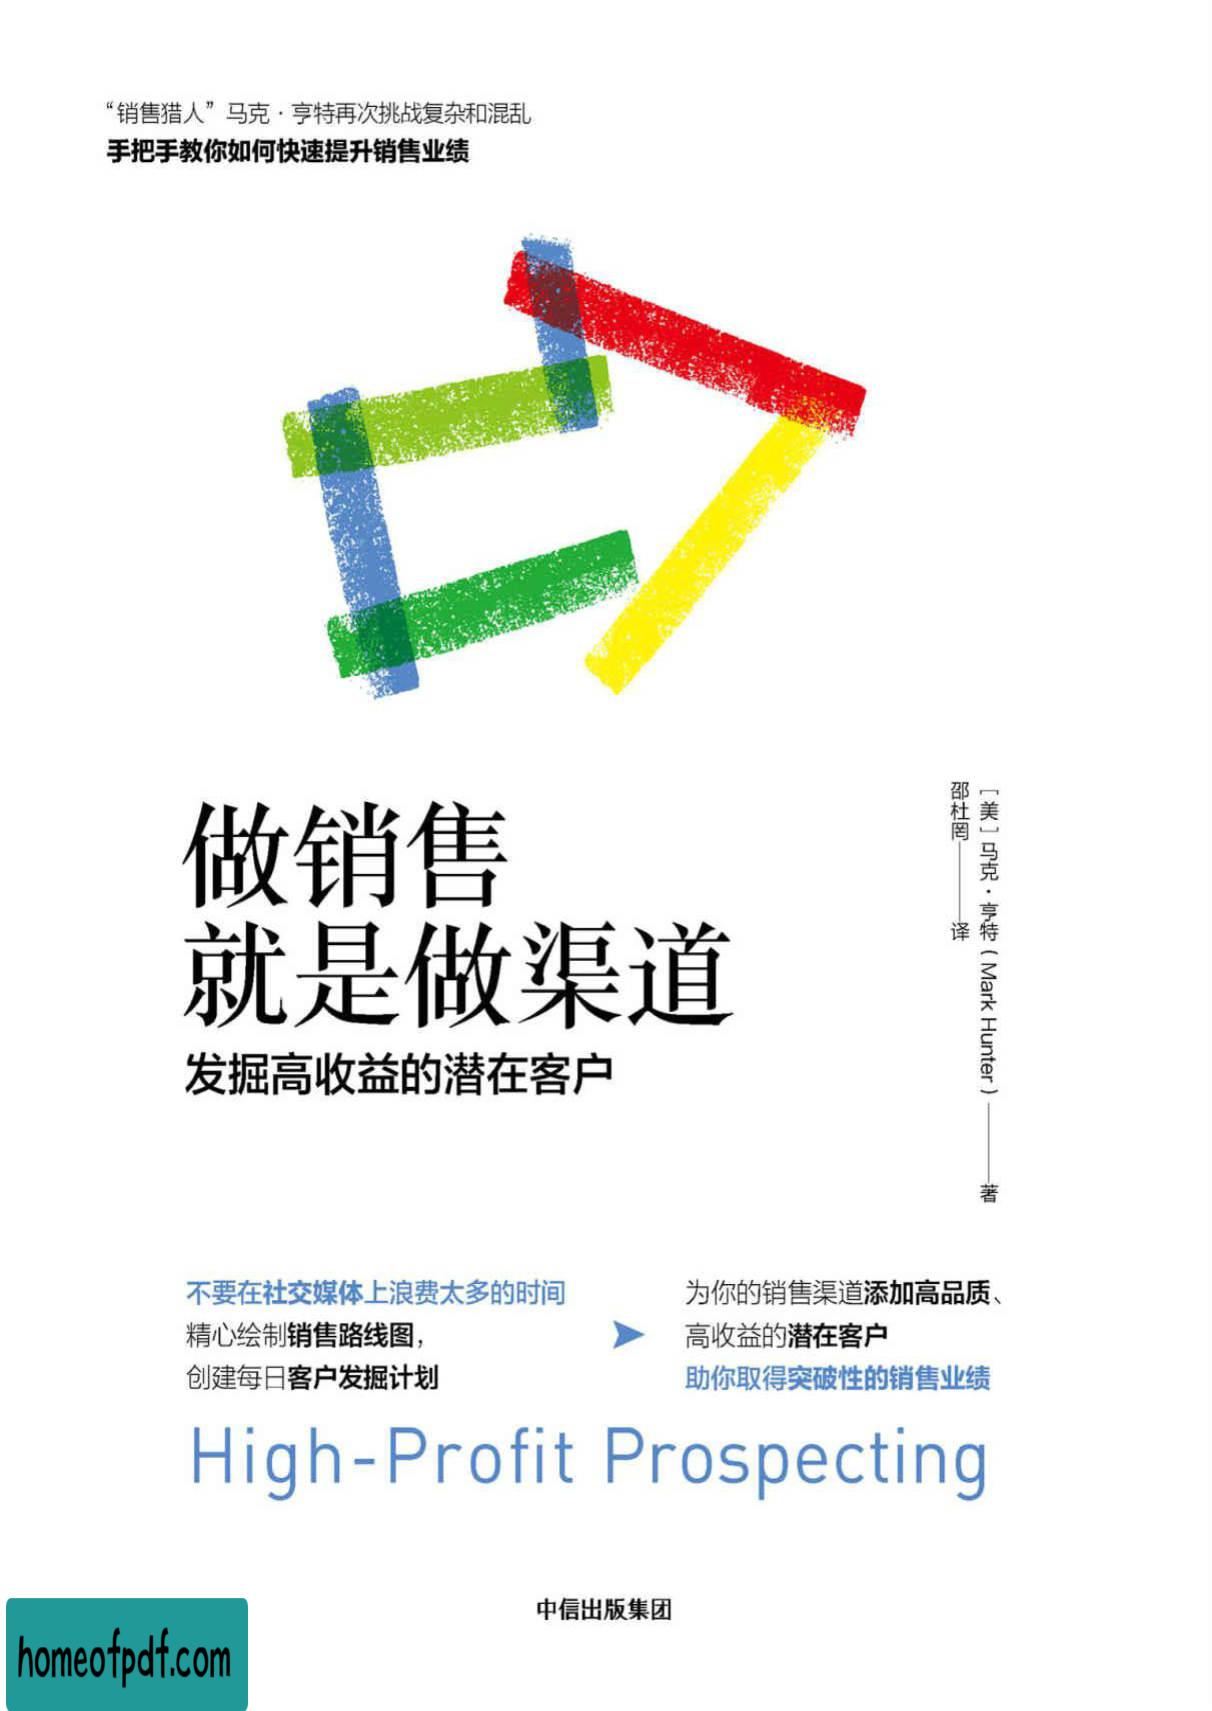 “销售猎人”马克·亨特再次挑战复杂和混乱
手把手教你如何快速提升销售业绩
做销售
就是做渠道
发掘高收益的潜在客户
［美］马克·亨特（Mark Hunter）——著
邵杜罔——译
不要在社交媒体上浪费太多的时间
精心绘制销售路线图，
创建每日客户发掘计划
为你的销售渠道添加高品质、
高收益的潜在客户
助你取得突破性的销售业绩
High-Profit Prospecting
中信出版集团
homeofpdf.com